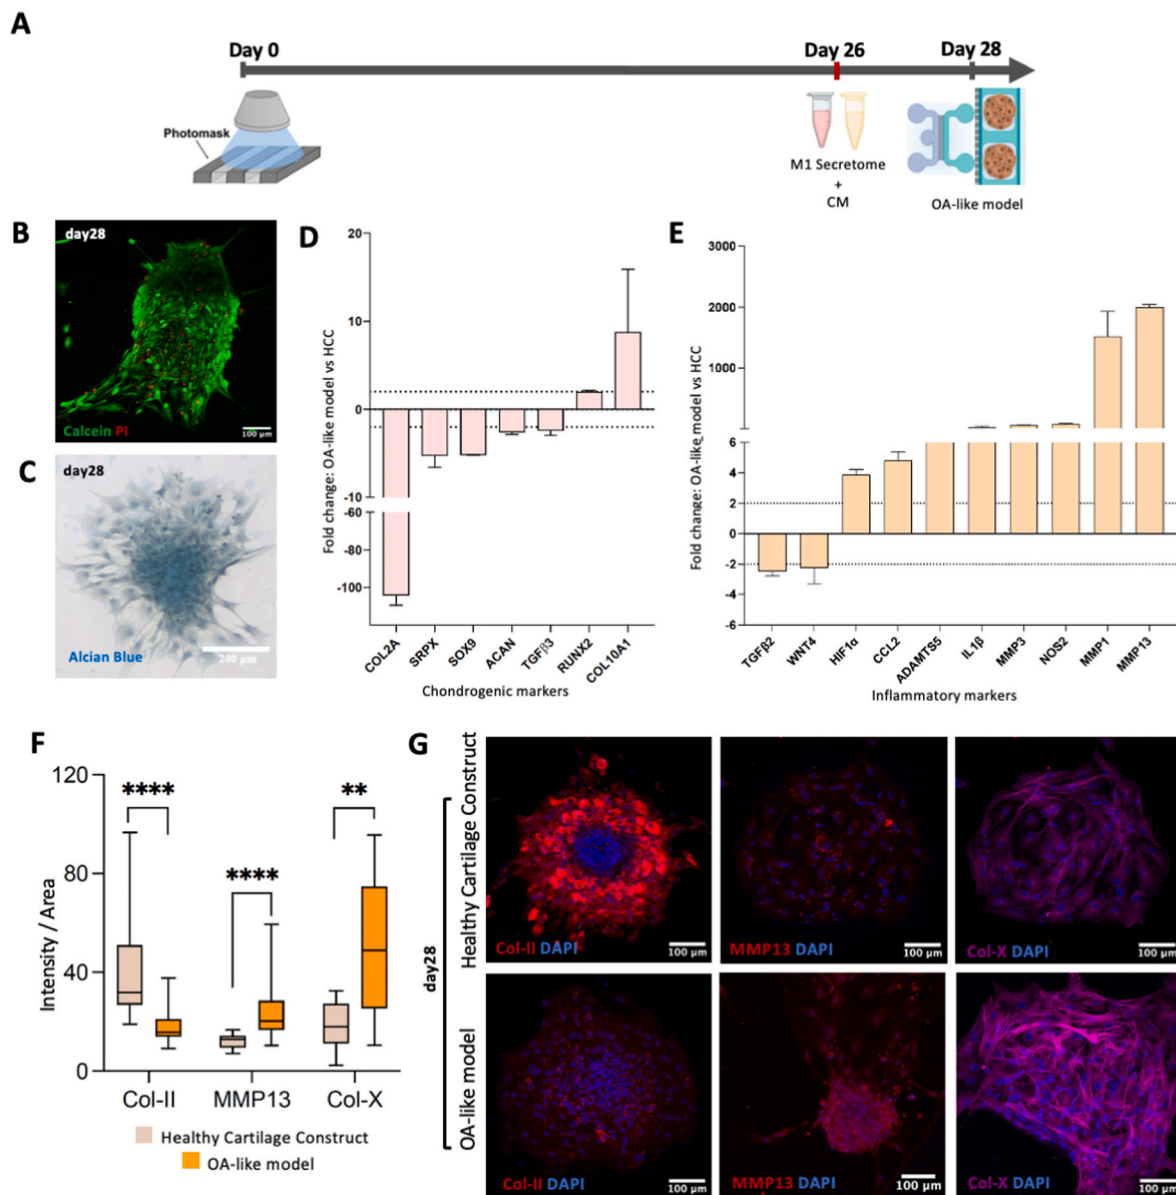 A
Day 0
Day 26
Day 28
Photomask
M1 Secretome
+
CM
OA-like model
B
day28
Calcein PI
100 µm
C
day28
Alcian Blue
200 µm
D
Fold change: OA-like model vs HCC
20
10
0
-10
-60
-80
-100
COL2A
SRPX
SOX9
ACAN
TGFβ3
RUNX2
COL10A1
Chondrogenic markers
E
Fold change: OA-like model vs HCC
3000
2000
1000
6
4
2
0
-2
-4
-6
TGFβ2
WNT4
HIF1α
CCL2
ADAMTS5
IL1β
MMP3
NOS2
MMP1
MMP13
Inflammatory markers
F
Intensity / Area
120
80
40
0
****
****
**
Col-II
MMP13
Col-X
Healthy Cartilage Construct
OA-like model
G
day28
Healthy Cartilage Construct
OA-like model
Col-II DAPI
100 µm
MMP13 DAPI
100 µm
Col-X DAPI
100 µm
Col-II DAPI
100 µm
MMP13 DAPI
100 µm
Col-X DAPI
100 µm